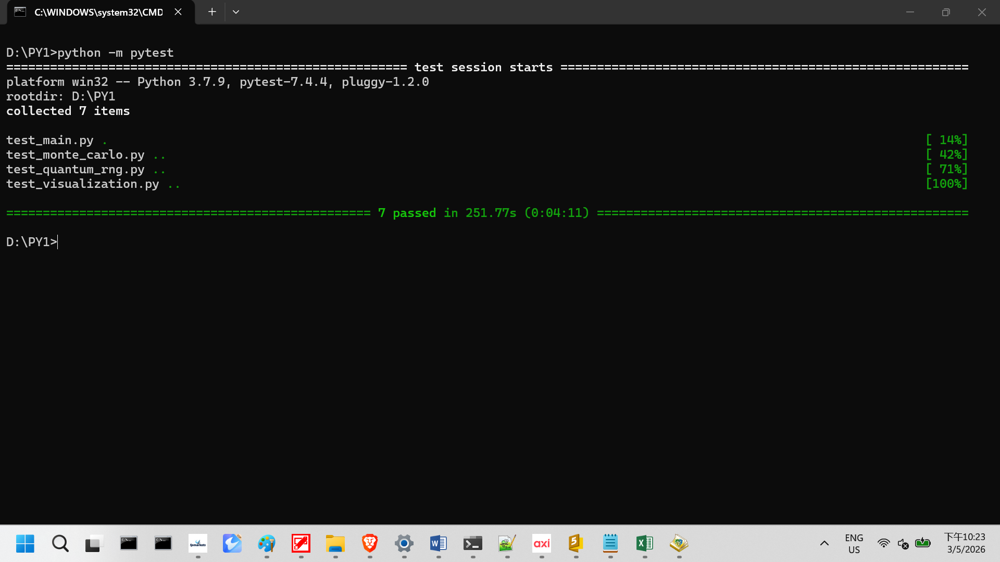 C:\WINDOWS\system32\CMD
D:\PY1>python -m pytest
======================================================= test session starts ========================================================
platform win32 -- Python 3.7.9, pytest-7.4.4, pluggy-1.2.0
rootdir: D:\PY1
collected 7 items
test_main.py . [ 14%]
test_monte_carlo.py .. [ 42%]
test_quantum_rng.py .. [ 71%]
test_visualization.py .. [100%]
================================================== 7 passed in 251.77s (0:04:11) ===================================================
D:\PY1>
fpmarkets
axi
ENG
US
下午10:23
3/5/2026